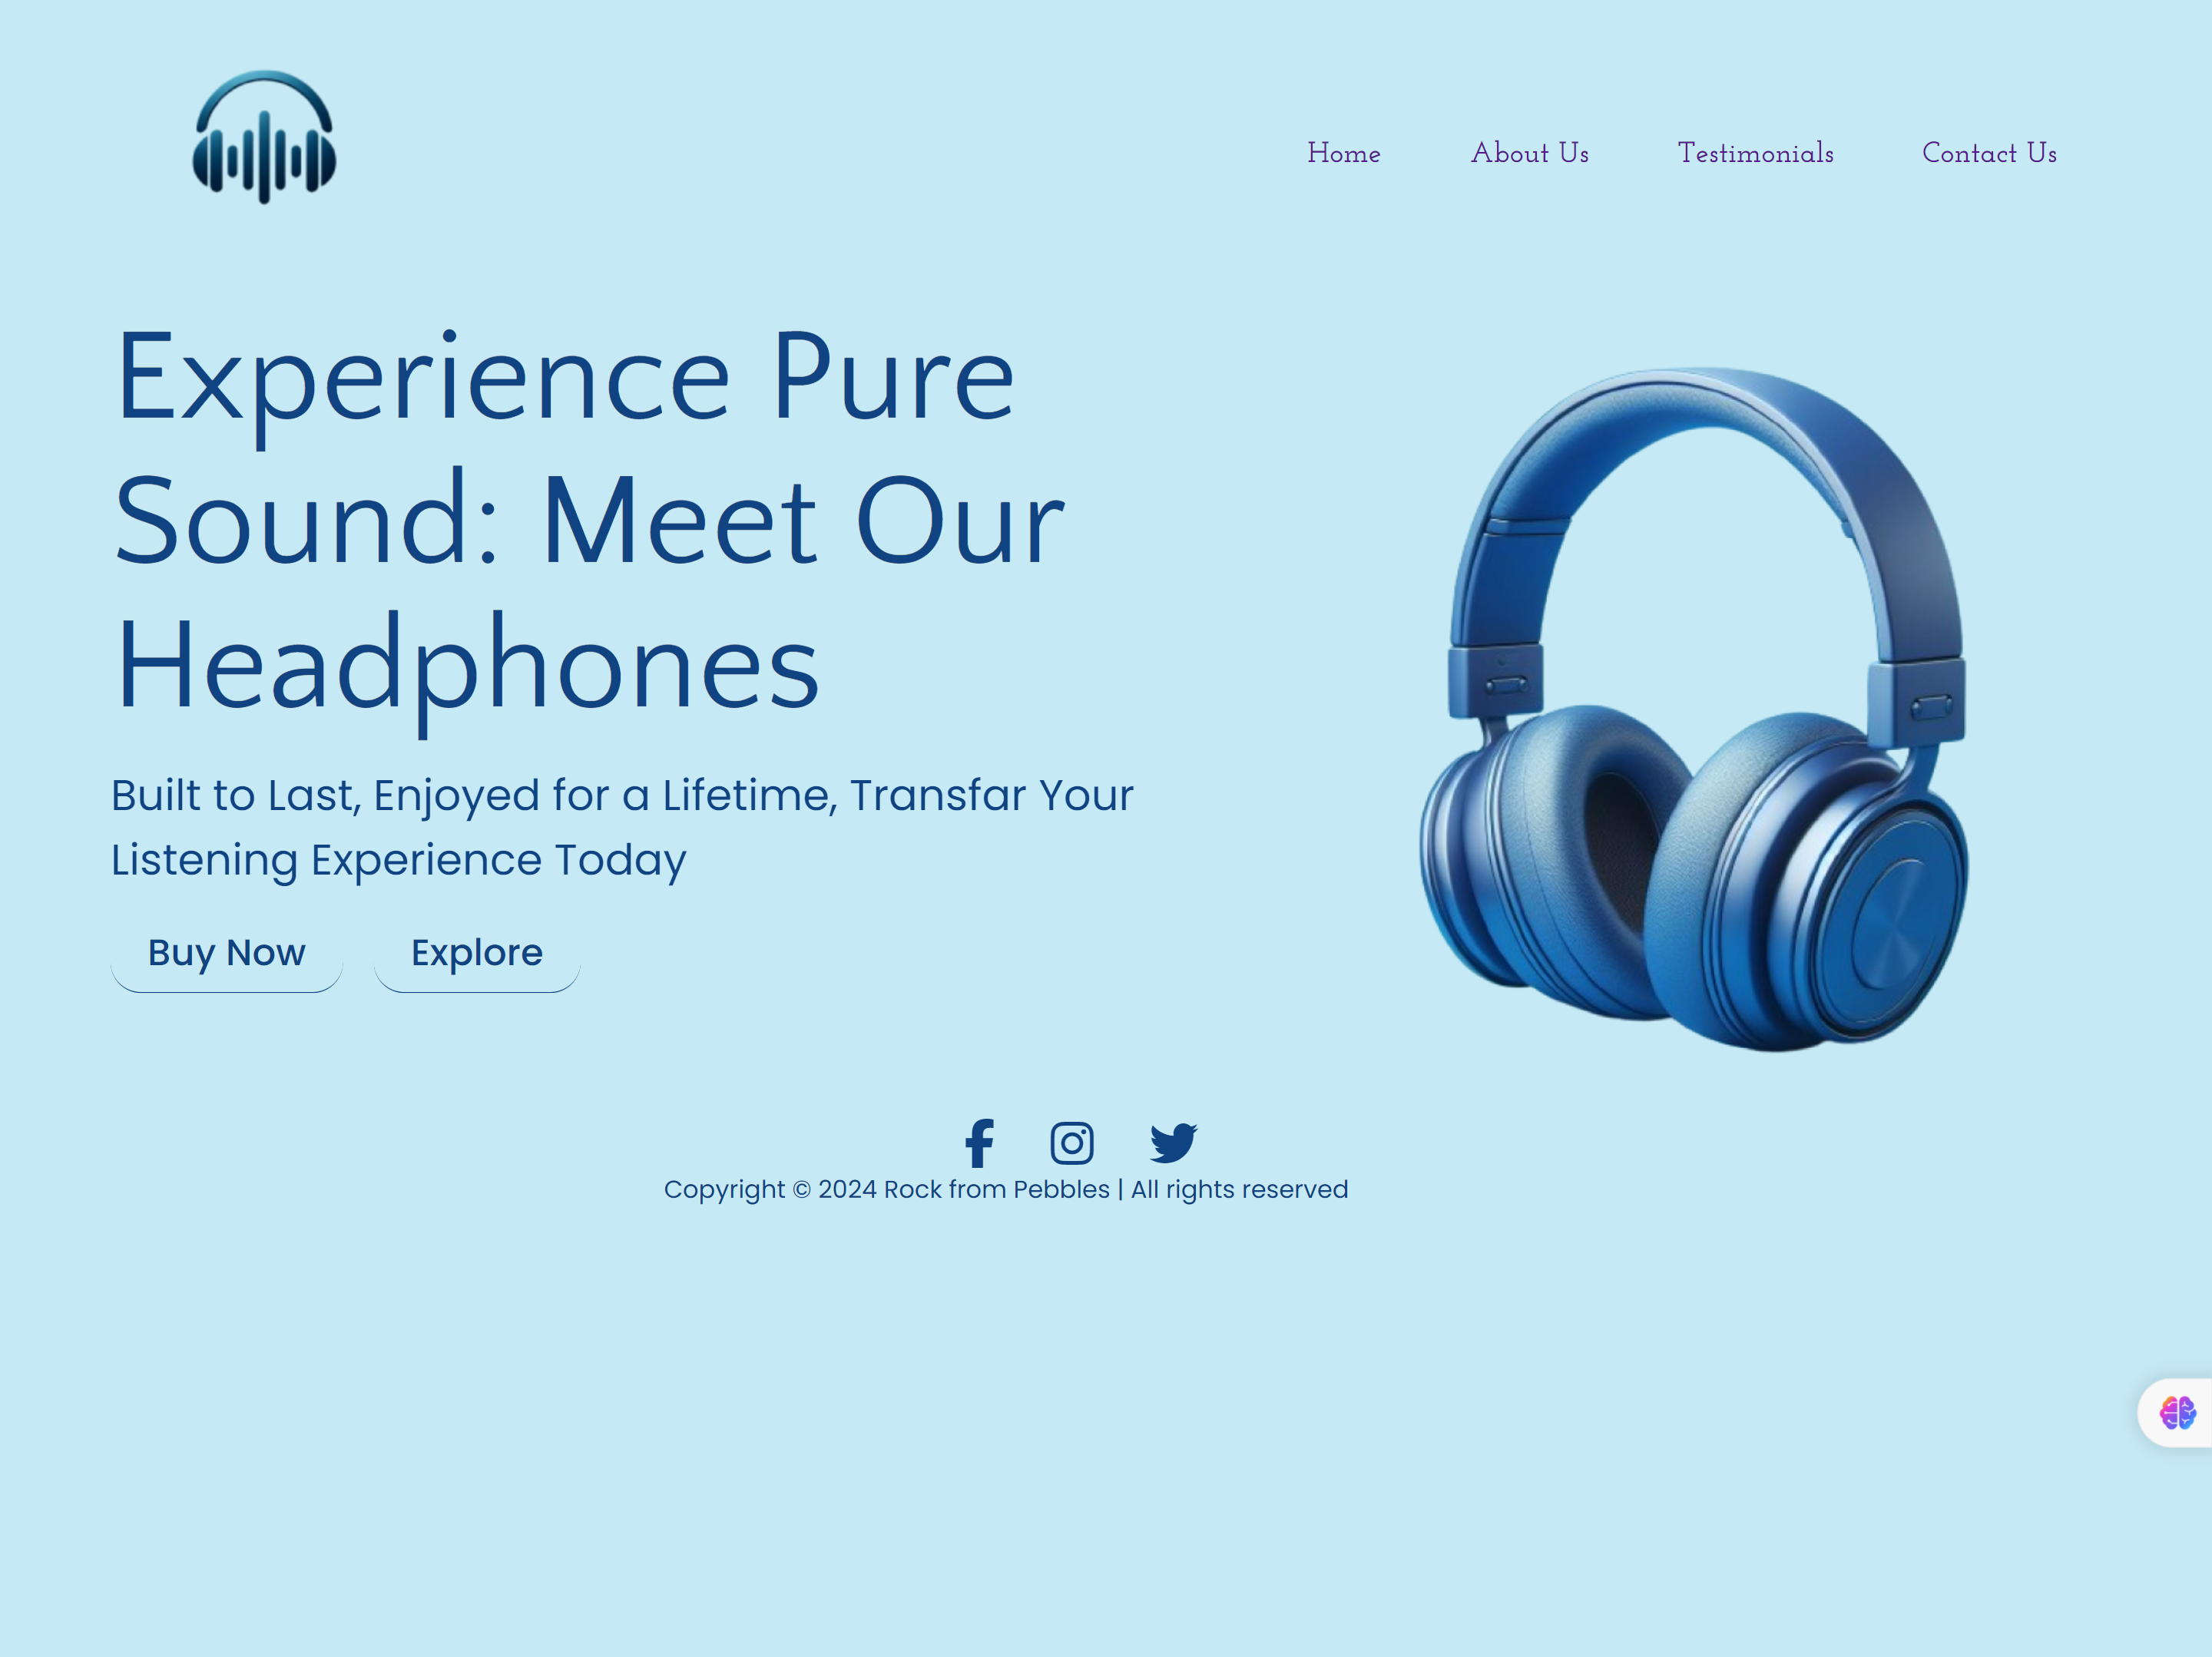 Home About Us Testimonials Contact Us
Experience Pure
Sound: Meet Our
Headphones
Built to Last, Enjoyed for a Lifetime, Transfar Your
Listening Experience Today
Buy Now Explore
Copyright © 2024 Rock from Pebbles | All rights reserved